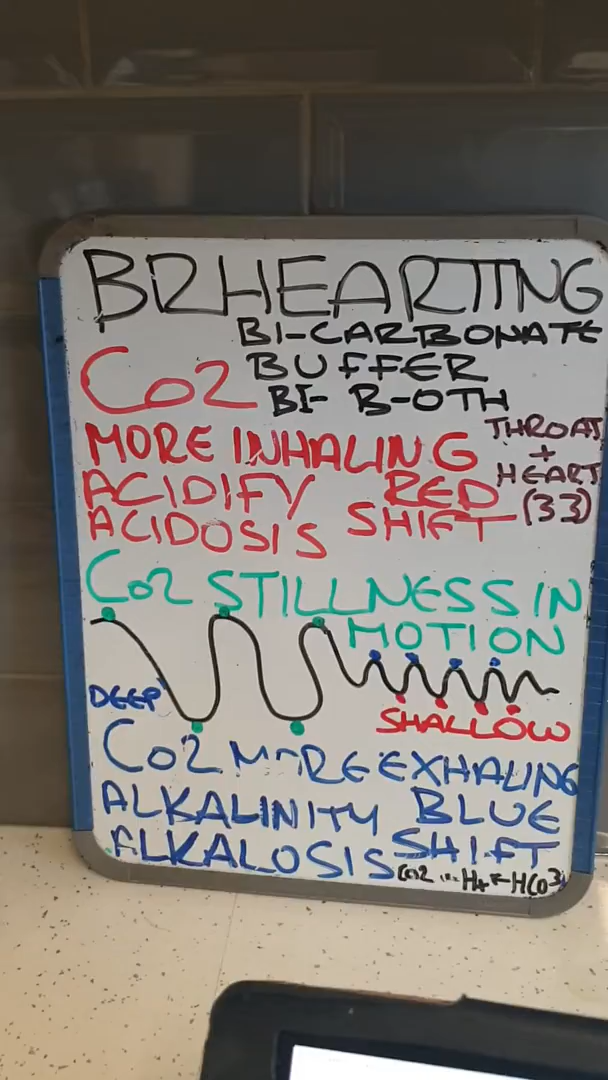 BRHEARTING
BI-CARBONATE
BUFFER
BI- B-OTH
Co2
THROAT
+
HEART
(33)
MORE INHALING
ACIDIFY RED
ACIDOSIS SHIFT
Co2 STILLNESS IN
MOTION
DEEP
SHALLOW
Co2 MORE EXHALING
ALKALINITY BLUE
ALKALOSIS SHIFT